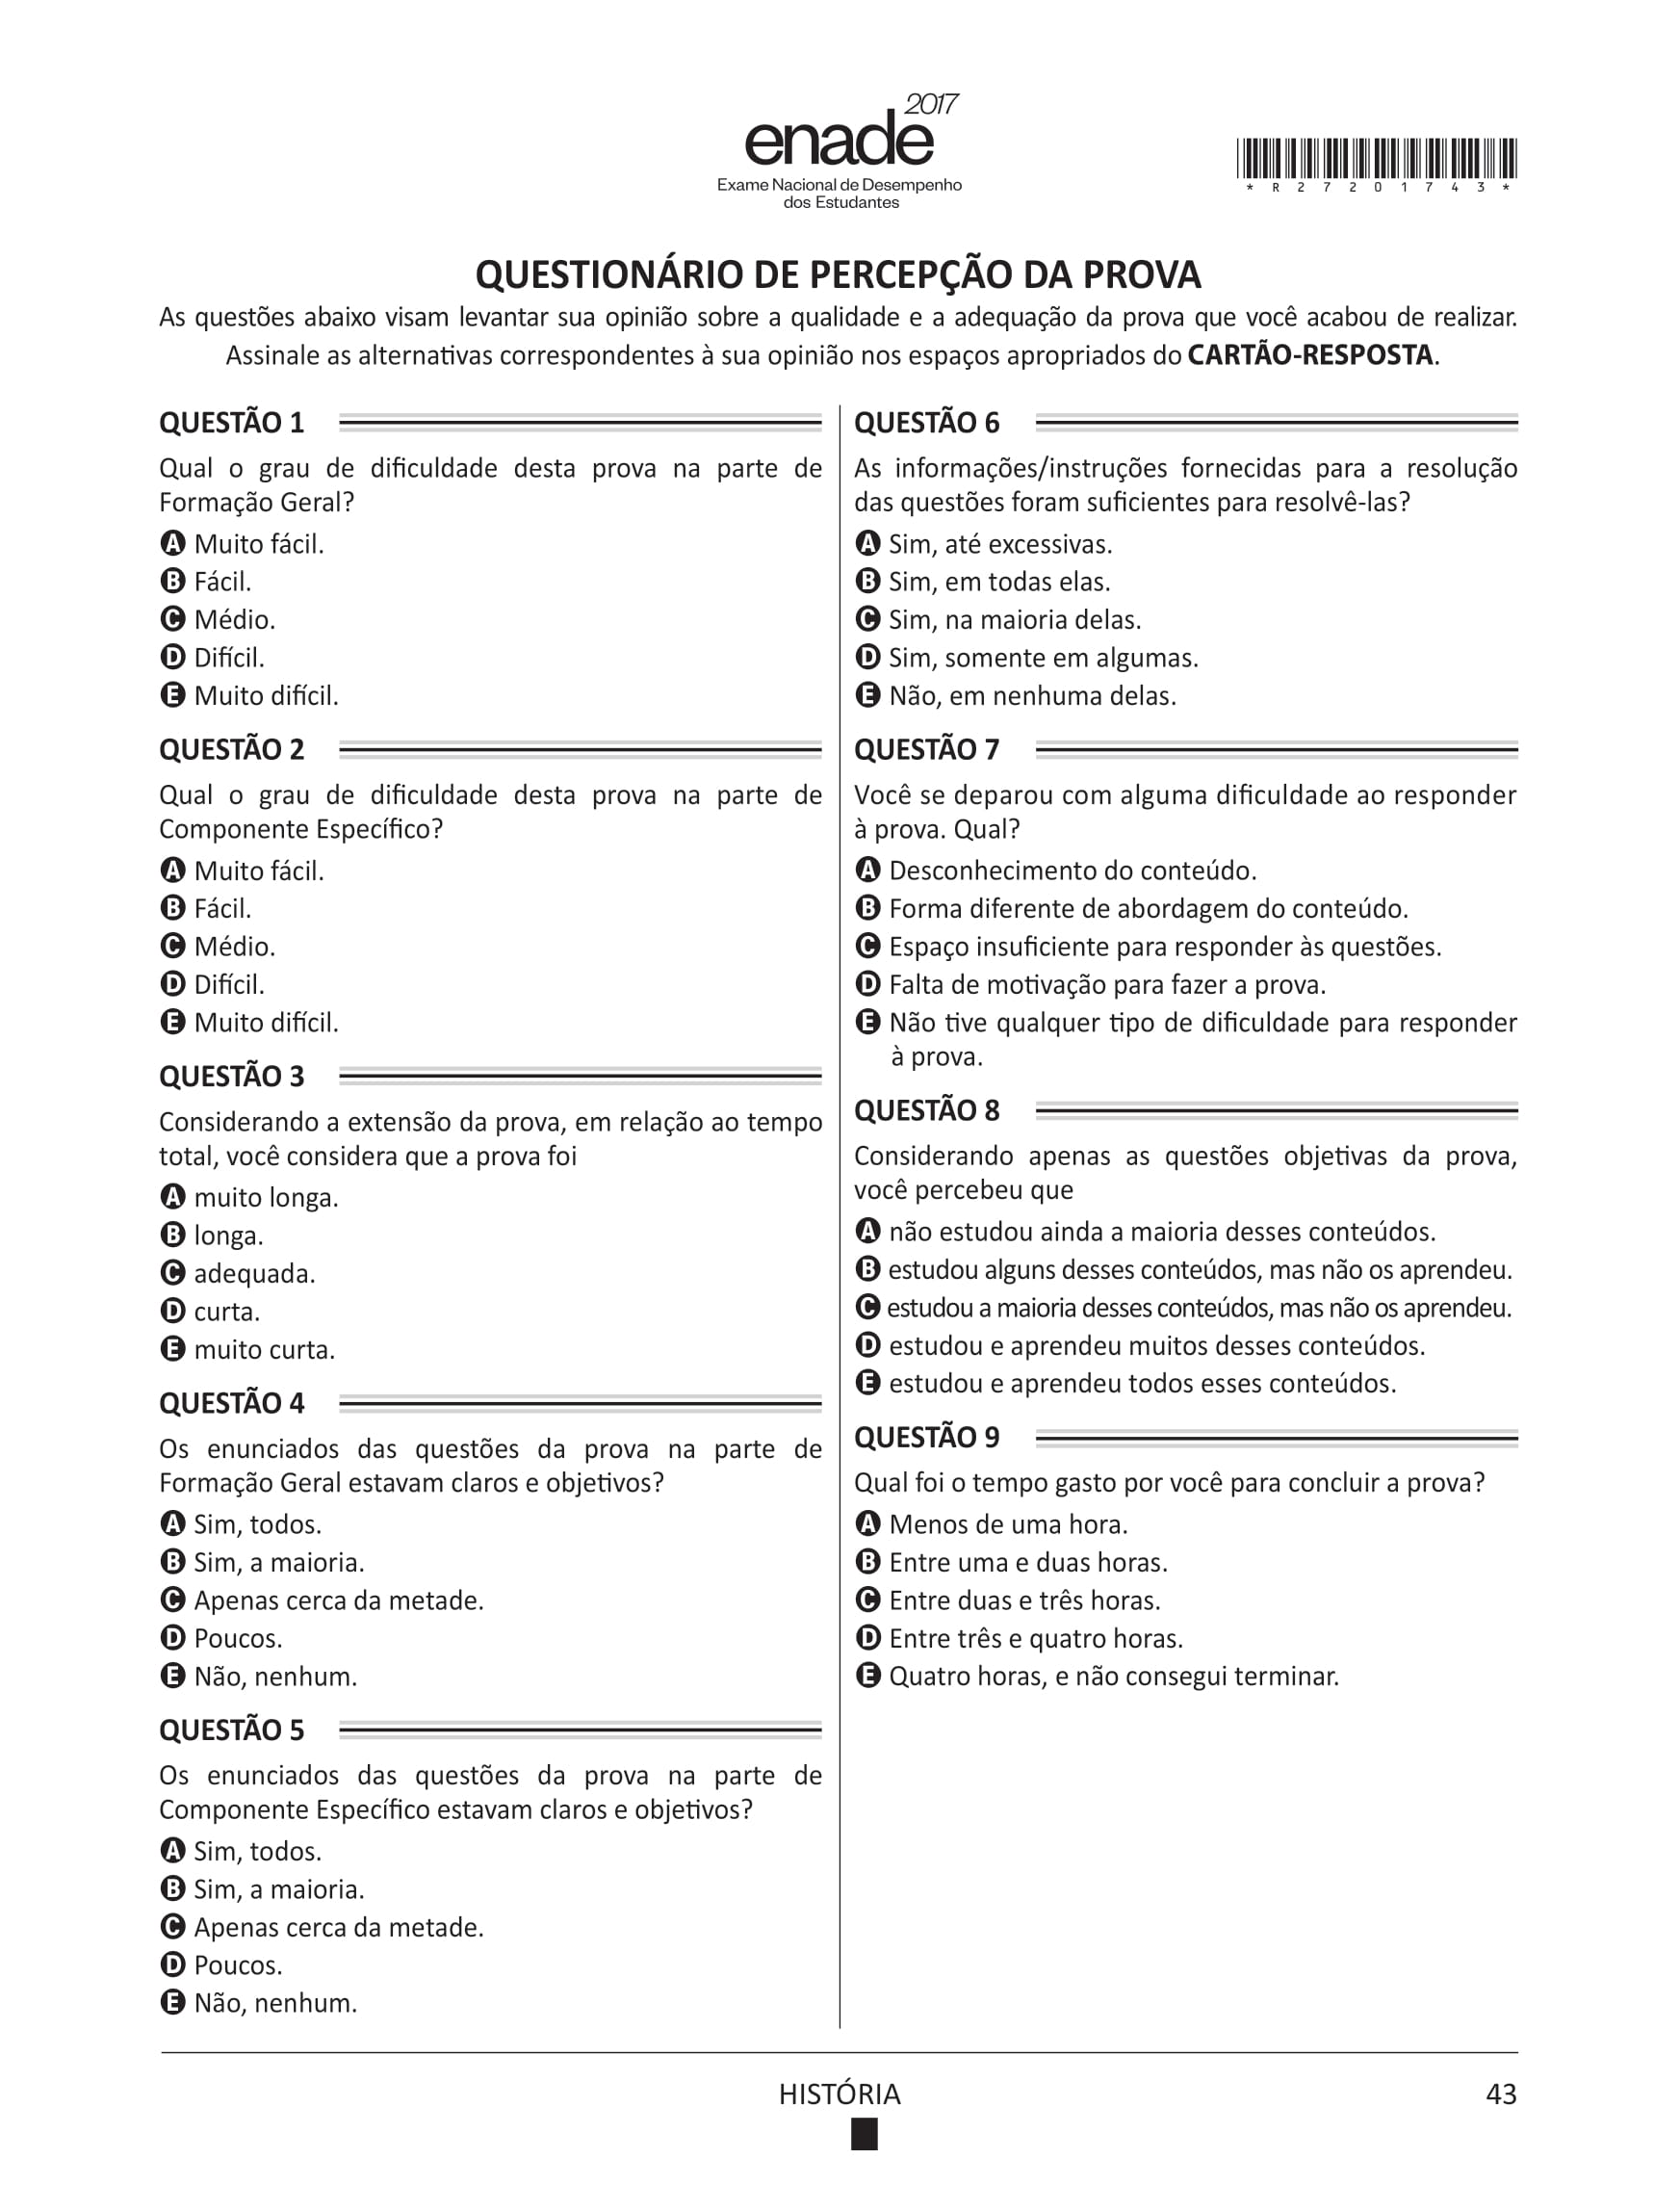 enade 2017
Exame Nacional de Desempenho
dos Estudantes
* R 2 7 2 0 1 7 4 3 *
QUESTIONÁRIO DE PERCEPÇÃO DA PROVA
As questões abaixo visam levantar sua opinião sobre a qualidade e a adequação da prova que você acabou de realizar.
Assinale as alternativas correspondentes à sua opinião nos espaços apropriados do CARTÃO-RESPOSTA.
QUESTÃO 1
Qual o grau de dificuldade desta prova na parte de
Formação Geral?
A Muito fácil.
B Fácil.
C Médio.
D Difícil.
E Muito difícil.
QUESTÃO 2
Qual o grau de dificuldade desta prova na parte de
Componente Específico?
A Muito fácil.
B Fácil.
C Médio.
D Difícil.
E Muito difícil.
QUESTÃO 3
Considerando a extensão da prova, em relação ao tempo
total, você considera que a prova foi
A muito longa.
B longa.
C adequada.
D curta.
E muito curta.
QUESTÃO 4
Os enunciados das questões da prova na parte de
Formação Geral estavam claros e objetivos?
A Sim, todos.
B Sim, a maioria.
C Apenas cerca da metade.
D Poucos.
E Não, nenhum.
QUESTÃO 5
Os enunciados das questões da prova na parte de
Componente Específico estavam claros e objetivos?
A Sim, todos.
B Sim, a maioria.
C Apenas cerca da metade.
D Poucos.
E Não, nenhum.
QUESTÃO 6
As informações/instruções fornecidas para a resolução
das questões foram suficientes para resolvê-las?
A Sim, até excessivas.
B Sim, em todas elas.
C Sim, na maioria delas.
D Sim, somente em algumas.
E Não, em nenhuma delas.
QUESTÃO 7
Você se deparou com alguma dificuldade ao responder
à prova. Qual?
A Desconhecimento do conteúdo.
B Forma diferente de abordagem do conteúdo.
C Espaço insuficiente para responder às questões.
D Falta de motivação para fazer a prova.
E Não tive qualquer tipo de dificuldade para responder
à prova.
QUESTÃO 8
Considerando apenas as questões objetivas da prova,
você percebeu que
A não estudou ainda a maioria desses conteúdos.
B estudou alguns desses conteúdos, mas não os aprendeu.
C estudou a maioria desses conteúdos, mas não os aprendeu.
D estudou e aprendeu muitos desses conteúdos.
E estudou e aprendeu todos esses conteúdos.
QUESTÃO 9
Qual foi o tempo gasto por você para concluir a prova?
A Menos de uma hora.
B Entre uma e duas horas.
C Entre duas e três horas.
D Entre três e quatro horas.
E Quatro horas, e não consegui terminar.
HISTÓRIA
43